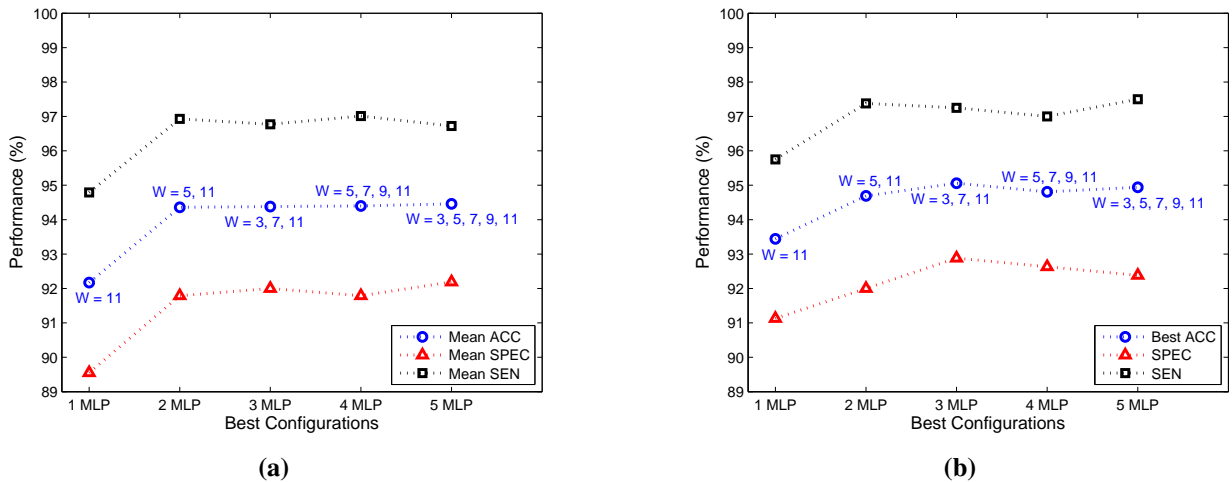 100
99
98
97
96
95
94
93
92
91
90
89
Performance (%)
W = 11
W = 5, 11
W = 3, 7, 11
W = 5, 7, 9, 11
W = 3, 5, 7, 9, 11
Mean ACC
Mean SPEC
Mean SEN
1 MLP 2 MLP 3 MLP 4 MLP 5 MLP
Best Configurations
(a)
100
99
98
97
96
95
94
93
92
91
90
89
Performance (%)
W = 11
W = 5, 11
W = 3, 7, 11
W = 5, 7, 9, 11
W = 3, 5, 7, 9, 11
Best ACC
SPEC
SEN
1 MLP 2 MLP 3 MLP 4 MLP 5 MLP
Best Configurations
(b)